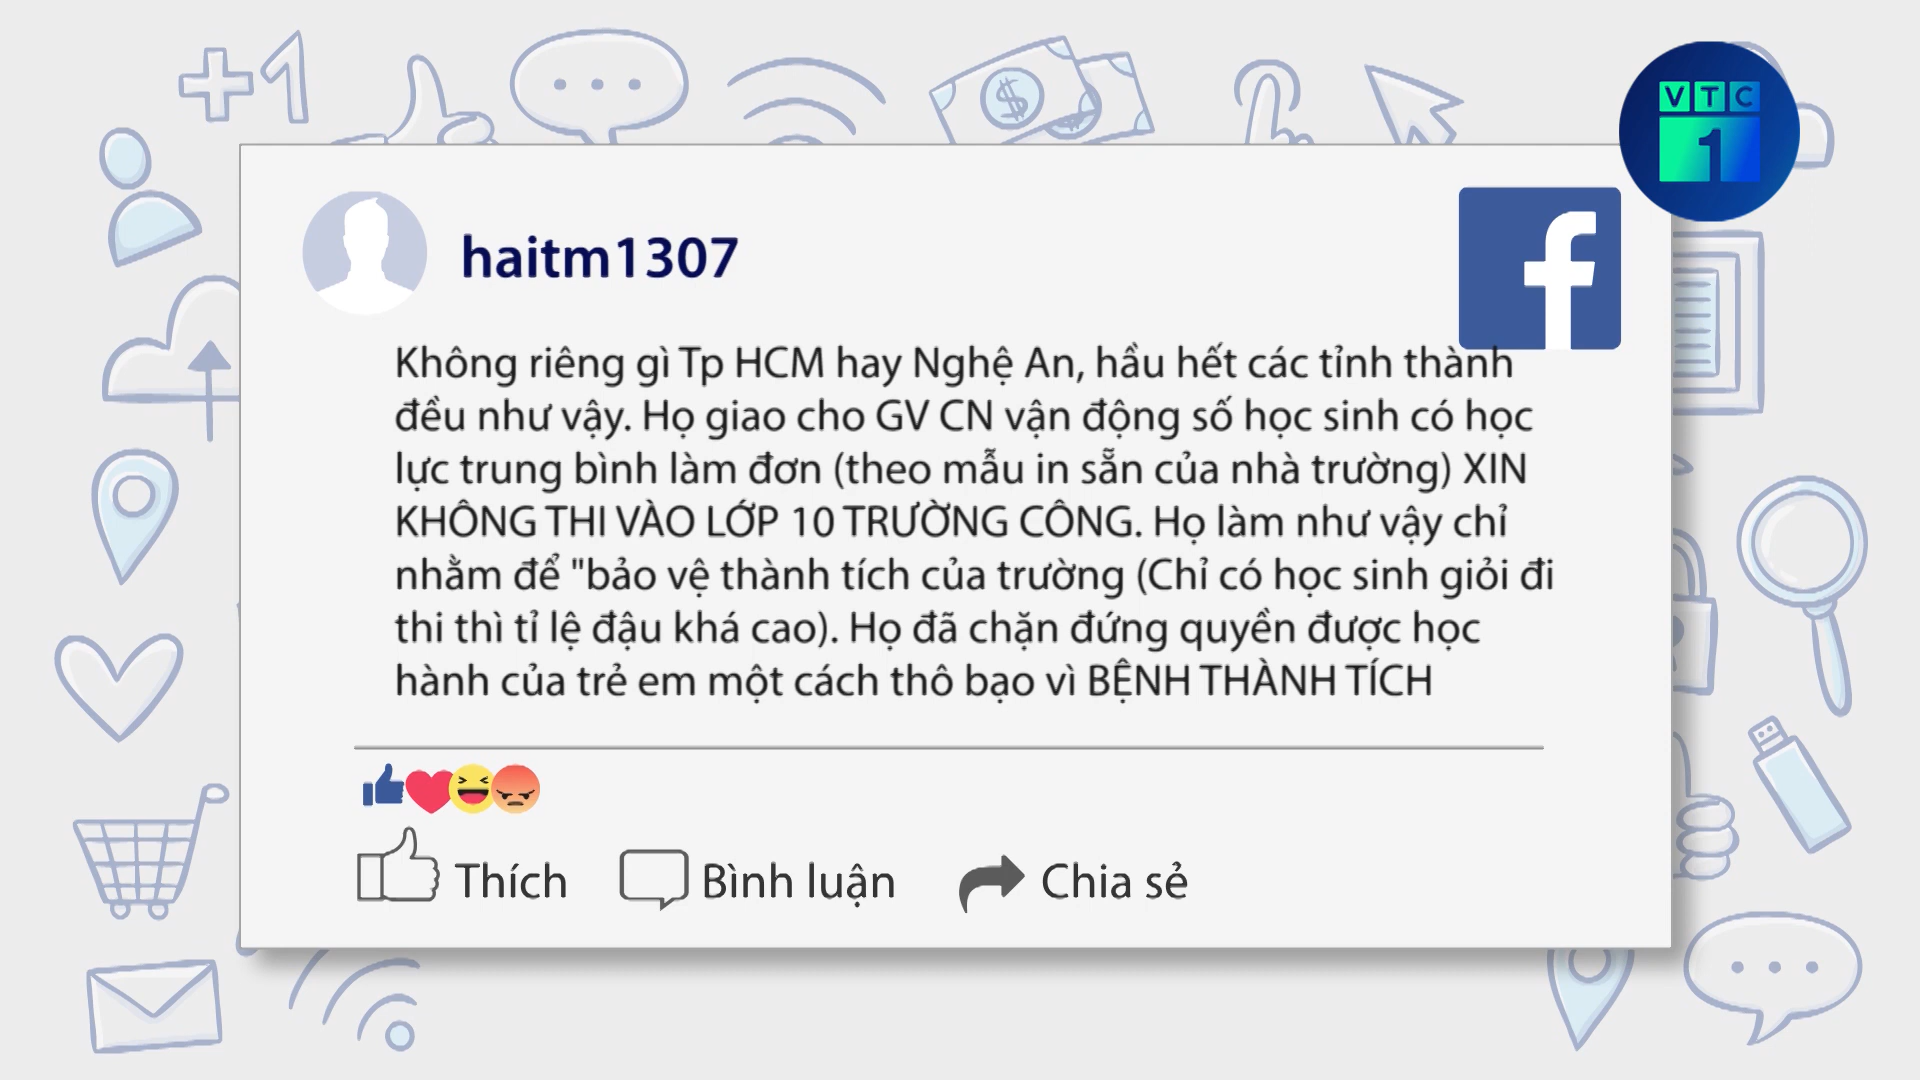 +1
VTC
1
haitm1307
Không riêng gì Tp HCM hay Nghệ An, hầu hết các tỉnh thành
đều như vậy. Họ giao cho GV CN vận động số học sinh có học
lực trung bình làm đơn (theo mẫu in sẵn của nhà trường) XIN
KHÔNG THI VÀO LỚP 10 TRƯỜNG CÔNG. Họ làm như vậy chỉ
nhằm để "bảo vệ thành tích của trường (Chỉ có học sinh giỏi đi
thi thì tỉ lệ đậu khá cao). Họ đã chặn đứng quyền được học
hành của trẻ em một cách thô bạo vì BỆNH THÀNH TÍCH
Thích Bình luận Chia sẻ